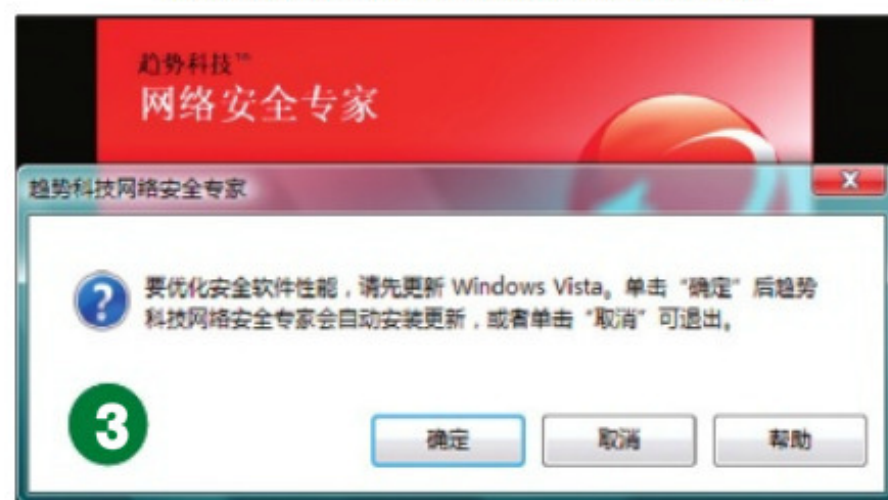 趋势科技™
网络安全专家
趋势科技网络安全专家
要优化安全软件性能，请先更新 Windows Vista。单击“确定”后趋势
科技网络安全专家会自动安装更新，或者单击“取消”可退出。
3
确定
取消
帮助